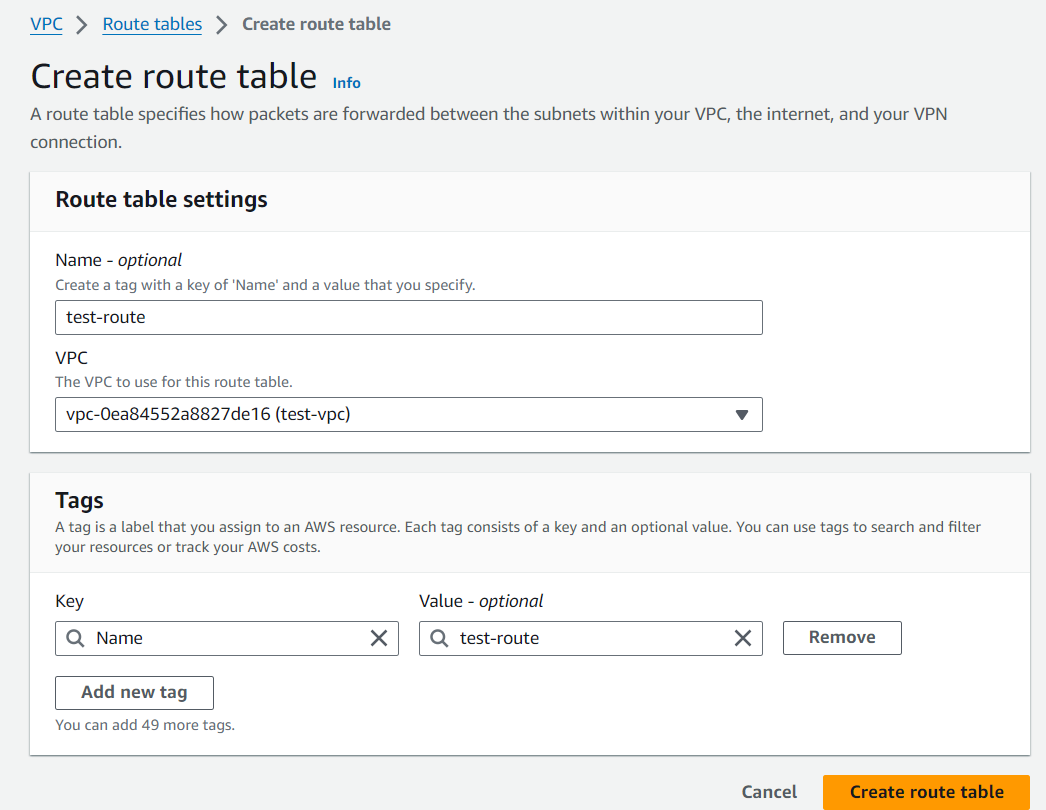 VPC > Route tables > Create route table
Create route table Info
A route table specifies how packets are forwarded between the subnets within your VPC, the internet, and your VPN
connection.
Route table settings
Name - optional
Create a tag with a key of 'Name' and a value that you specify.
test-route
VPC
The VPC to use for this route table.
vpc-0ea84552a8827de16 (test-vpc)
Tags
A tag is a label that you assign to an AWS resource. Each tag consists of a key and an optional value. You can use tags to search and filter
your resources or track your AWS costs.
Key Value - optional
Name test-route Remove
Add new tag
You can add 49 more tags.
Cancel Create route table